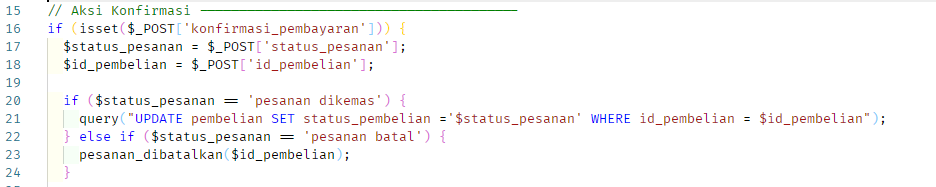 15 // Aksi Konfirmasi ────────────────────────────────────────
16 if (isset($_POST['konfirmasi_pembayaran'])) {
17 $status_pesanan = $_POST['status_pesanan'];
18 $id_pembelian = $_POST['id_pembelian'];
19
20 if ($status_pesanan == 'pesanan dikemas') {
21 query("UPDATE pembelian SET status_pembelian ='$status_pesanan' WHERE id_pembelian = $id_pembelian");
22 } else if ($status_pesanan == 'pesanan batal') {
23 pesanan_dibatalkan($id_pembelian);
24 }